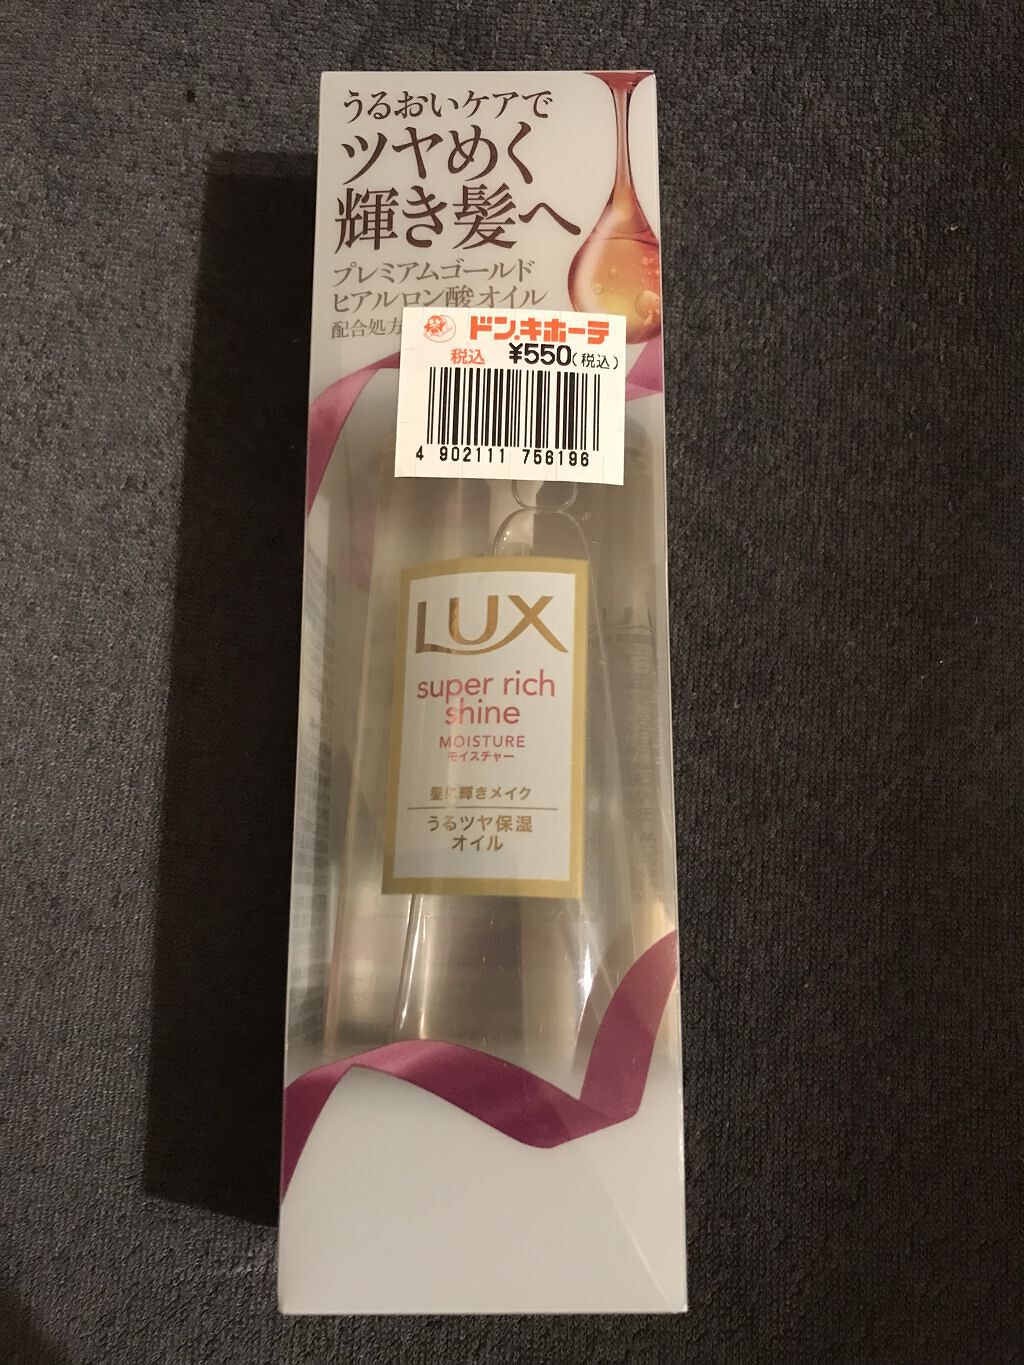 うるおいケアで
ツヤめく
輝き髪へ
プレミアムゴールド
ヒアルロン酸オイル
配合処方
ドン.キホーテ
税込 ¥550(税込)
4 902111 756196
LUX
super rich
shine
MOISTURE
モイスチャー
髪に輝きメイク
うるツヤ保湿
オイル